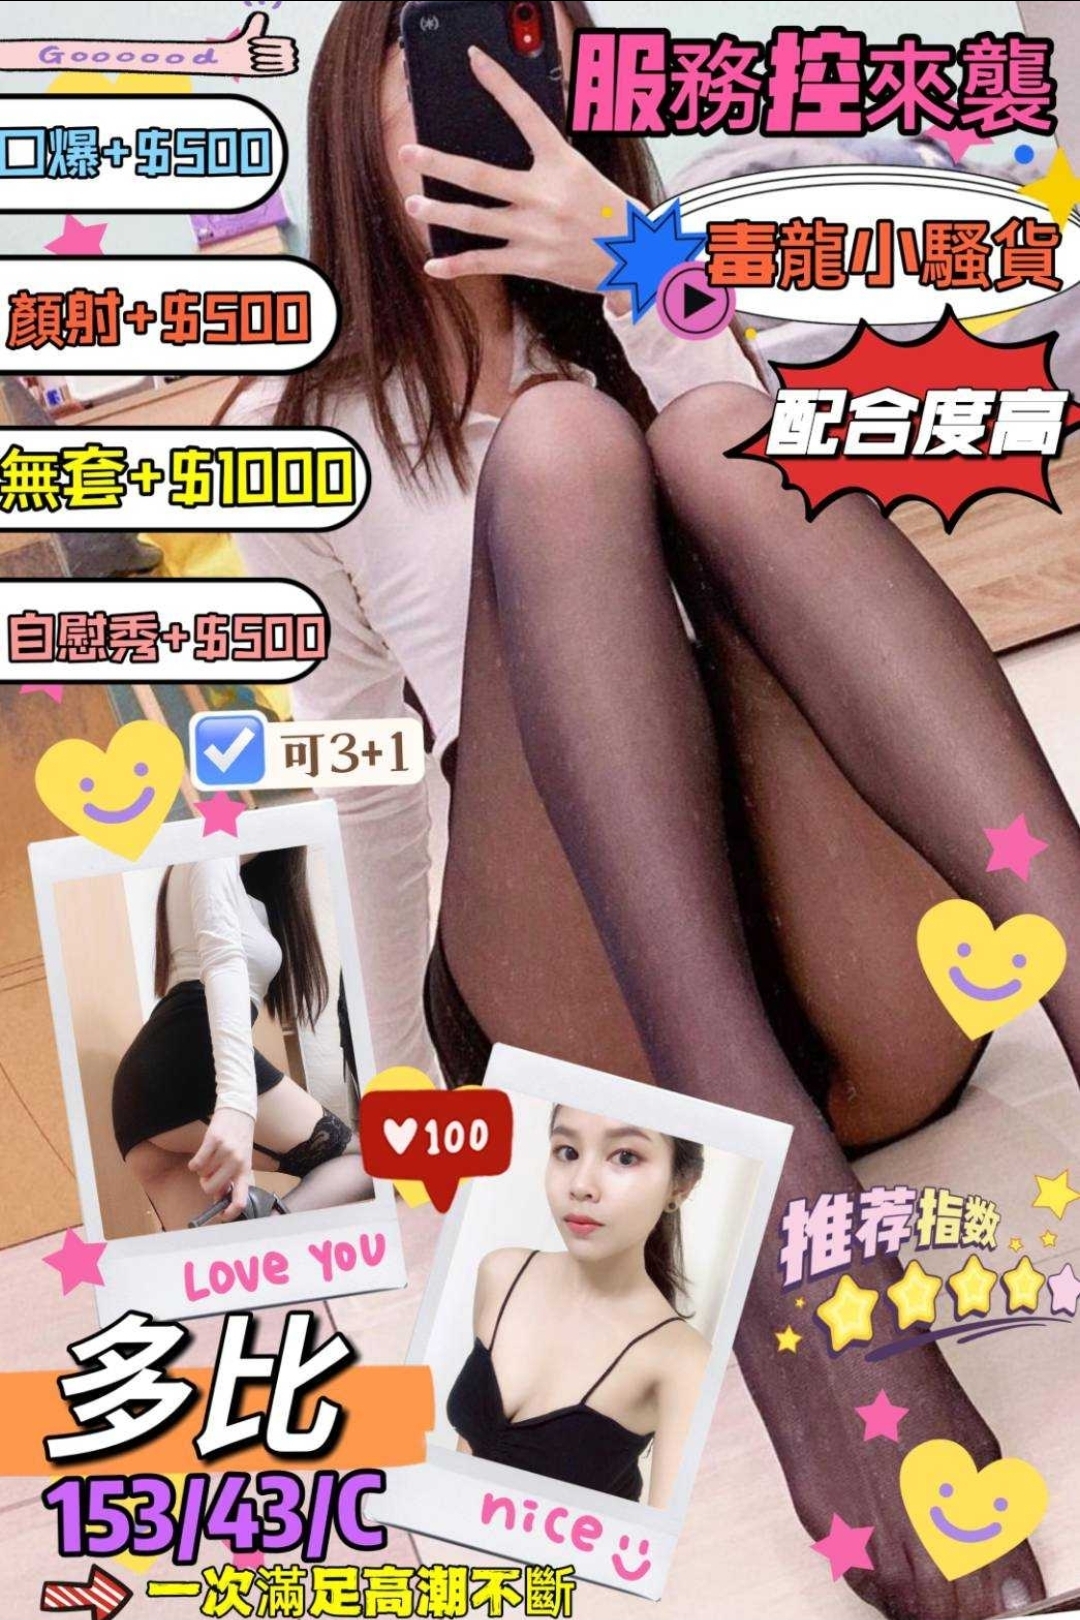 Goooood
服務控來襲
口爆+$500
毒龍小騷貨
顏射+$500
配合度高
無套+$1000
自慰秀+$500
可3+1
100
推荐指数
LOVE YOU
多比
153/43/C
nice
一次滿足高潮不斷